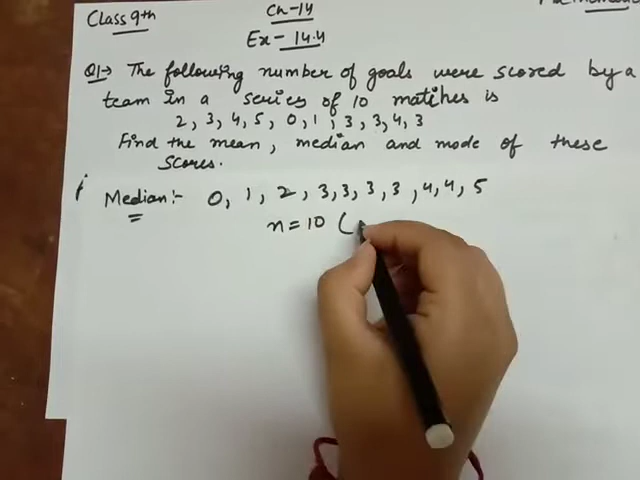 Class 9th
Ch-14
Ex-14.4
Q1→ The following number of goals were scored by a
team in a series of 10 matches is
2, 3, 4, 5, 0, 1, 3, 3, 4, 3
Find the mean, median and mode of these
scores.
Median:- 0, 1, 2, 3, 3, 3, 3, 4, 4, 5
n = 10 (